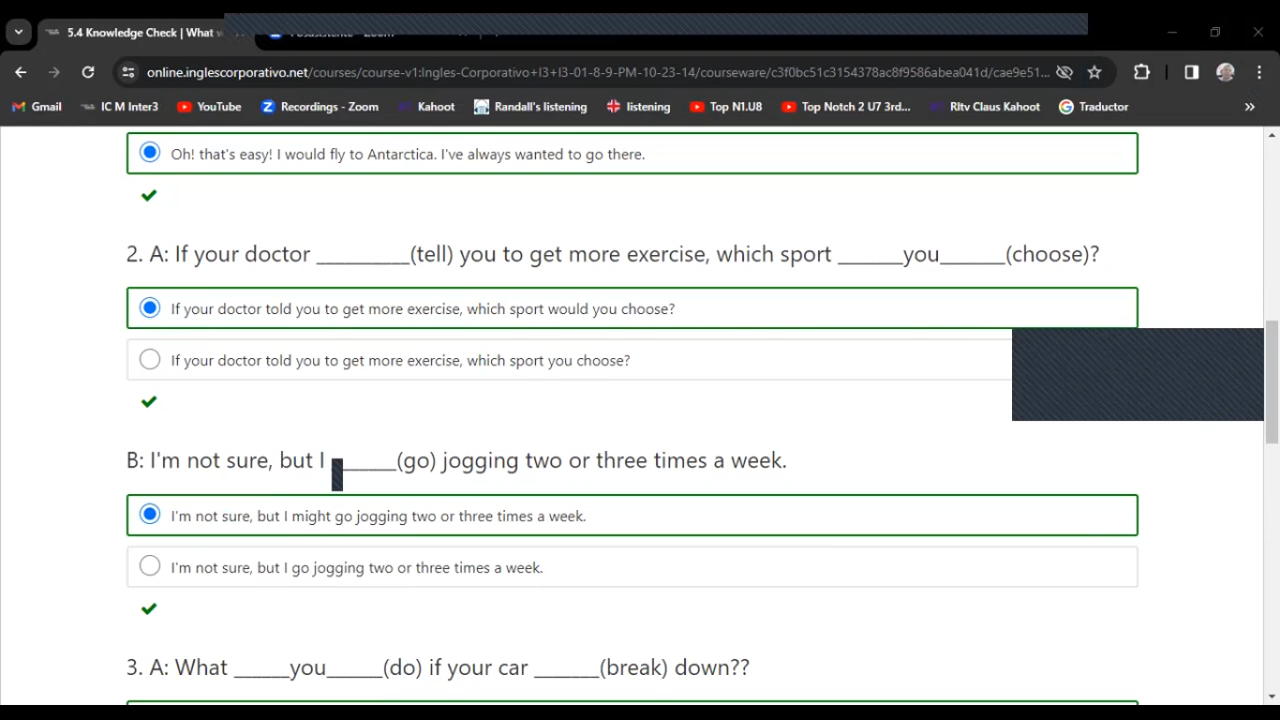 5.4 Knowledge Check | What
online.inglescorporativo.net/courses/course-v1:Ingles-Corporativo+I3+I3-01-8-9-PM-10-23-14/courseware/c3f0bc51c3154378ac8f9586abea041d/cae9e51...
Gmail IC M Inter3 YouTube Recordings - Zoom Kahoot Randall's listening listening Top N1.U8 Top Notch 2 U7 3rd... Rltv Claus Kahoot Traductor »
Oh! that's easy! I would fly to Antarctica. I've always wanted to go there.
2. A: If your doctor _________(tell) you to get more exercise, which sport ______you______(choose)?
If your doctor told you to get more exercise, which sport would you choose?
If your doctor told you to get more exercise, which sport you choose?
B: I'm not sure, but I ______(go) jogging two or three times a week.
I'm not sure, but I might go jogging two or three times a week.
I'm not sure, but I go jogging two or three times a week.
3. A: What ______you______(do) if your car ______(break) down??